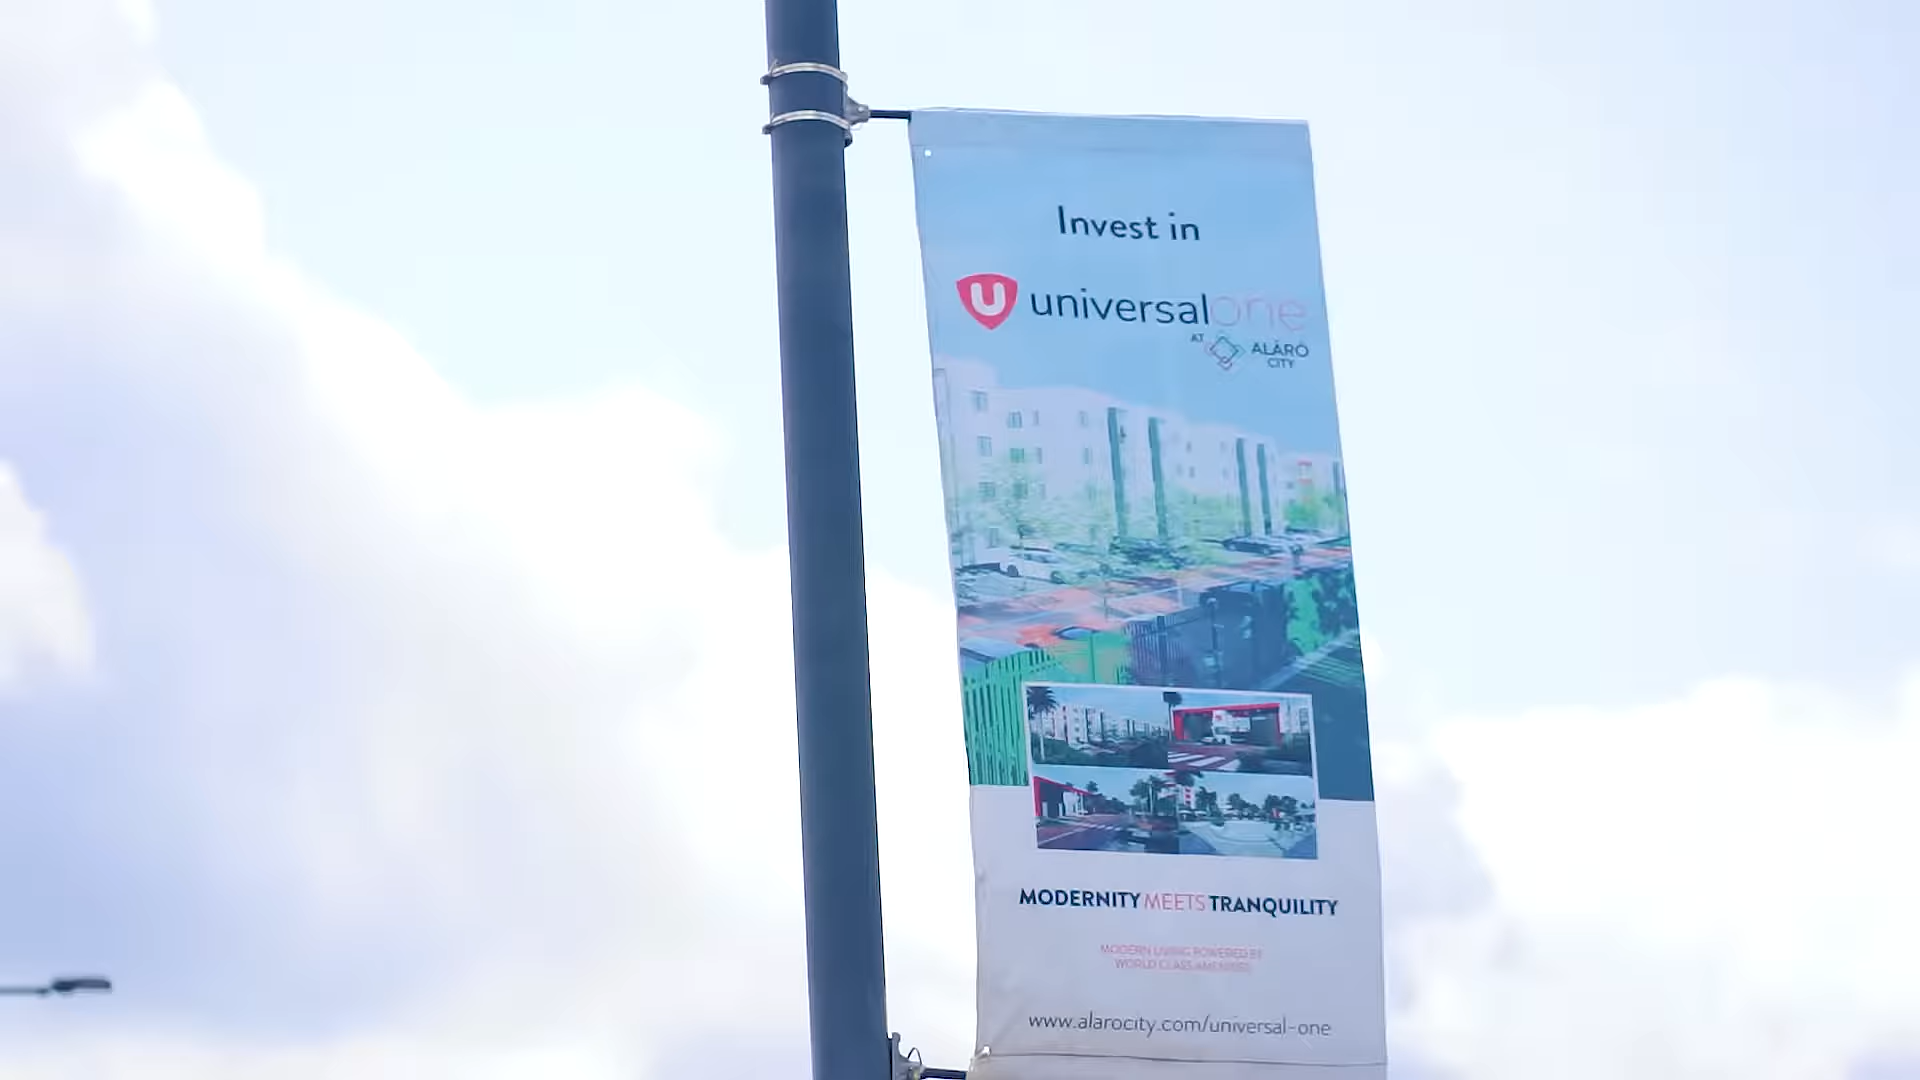 Invest in
U universalone
AT ALÁRÒ
CITY
MODERNITY MEETS TRANQUILITY
MODERN LIVING POWERED BY
WORLD CLASS AMENITIES
www.alarocity.com/universal-one